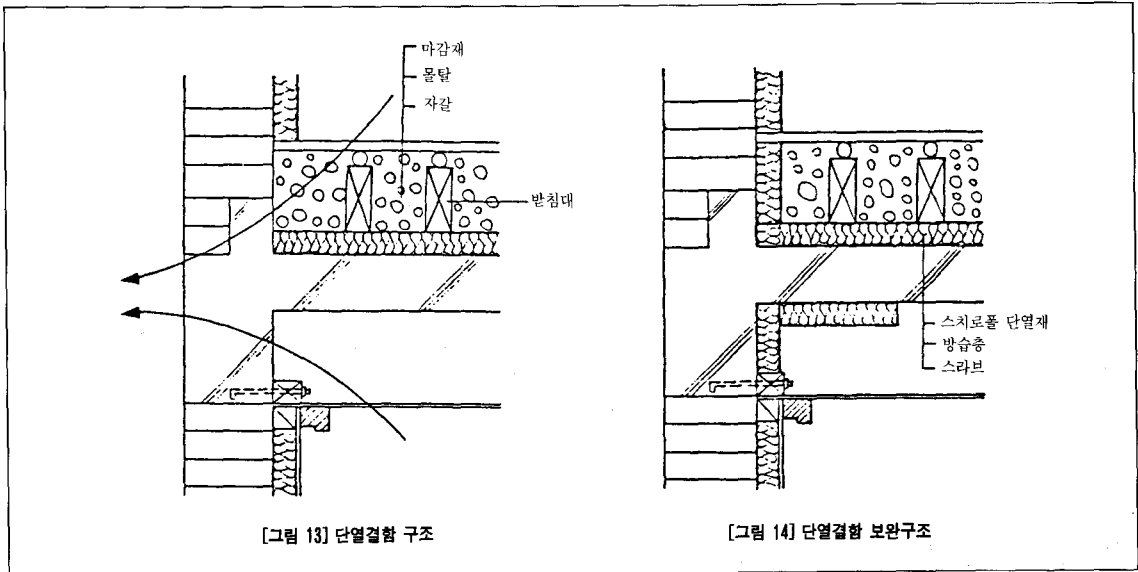 마감재
몰탈
자갈
받침대
스치로폴 단열재
방습층
스라브
[그림 13] 단열결함 구조
[그림 14] 단열결함 보완구조